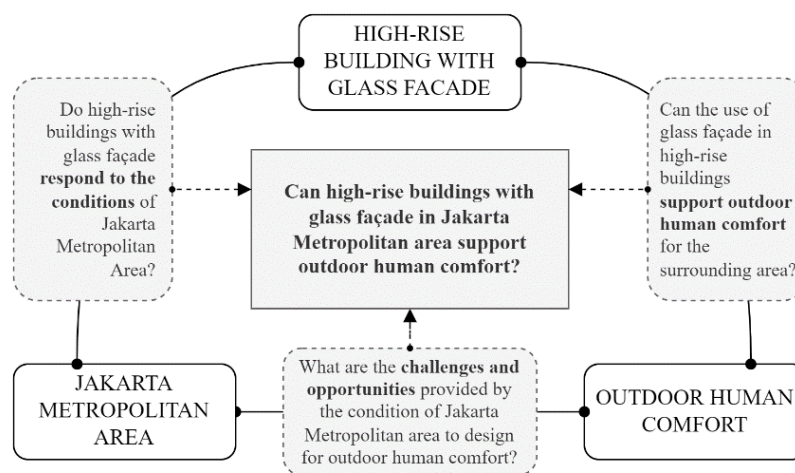 HIGH-RISE
BUILDING WITH
GLASS FACADE
Do high-rise
buildings with
glass façade
respond to the
conditions of
Jakarta
Metropolitan
Area?
Can high-rise buildings with
glass façade in Jakarta
Metropolitan area support
outdoor human comfort?
Can the use of
glass façade in
high-rise
buildings
support outdoor
human comfort
for the
surrounding area?
JAKARTA
METROPOLITAN
AREA
What are the challenges and
opportunities provided by
the condition of Jakarta
Metropolitan area to design
for outdoor human comfort?
OUTDOOR HUMAN
COMFORT